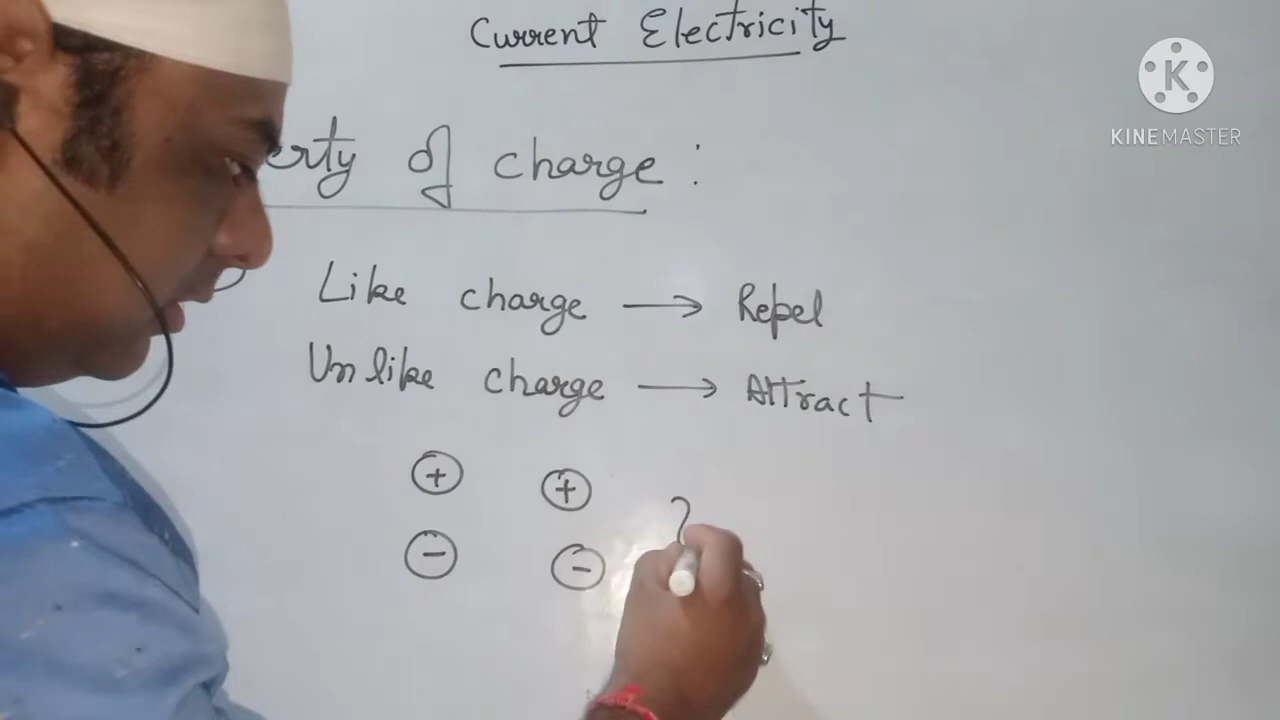 Current Electricity
K
KINEMASTER
erty of charge :
Like charge → Repel
Unlike charge → Attract
+ +
- -